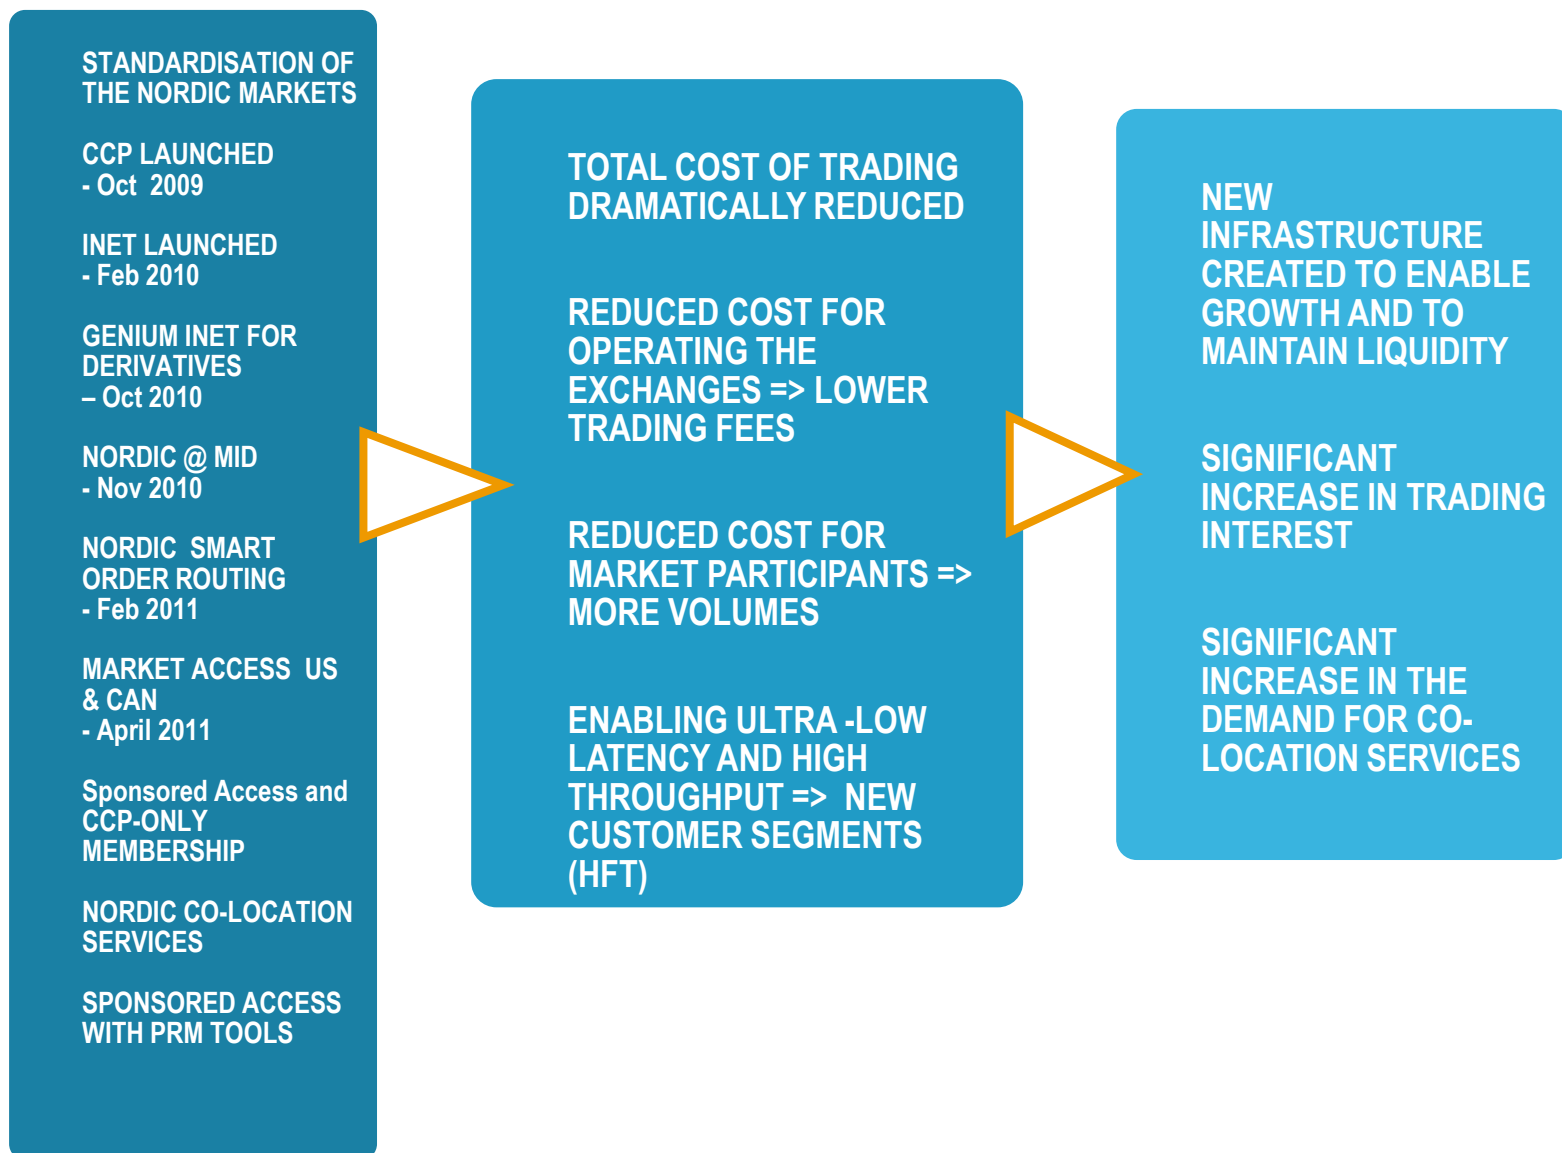 STANDARDISATION OF
THE NORDIC MARKETS
CCP LAUNCHED
- Oct 2009
INET LAUNCHED
- Feb 2010
GENIUM INET FOR
DERIVATIVES
– Oct 2010
NORDIC @ MID
- Nov 2010
NORDIC SMART
ORDER ROUTING
- Feb 2011
MARKET ACCESS US
& CAN
- April 2011
Sponsored Access and
CCP-ONLY
MEMBERSHIP
NORDIC CO-LOCATION
SERVICES
SPONSORED ACCESS
WITH PRM TOOLS
TOTAL COST OF TRADING
DRAMATICALLY REDUCED
REDUCED COST FOR
OPERATING THE
EXCHANGES => LOWER
TRADING FEES
REDUCED COST FOR
MARKET PARTICIPANTS =>
MORE VOLUMES
ENABLING ULTRA -LOW
LATENCY AND HIGH
THROUGHPUT => NEW
CUSTOMER SEGMENTS
(HFT)
NEW
INFRASTRUCTURE
CREATED TO ENABLE
GROWTH AND TO
MAINTAIN LIQUIDITY
SIGNIFICANT
INCREASE IN TRADING
INTEREST
SIGNIFICANT
INCREASE IN THE
DEMAND FOR CO-
LOCATION SERVICES